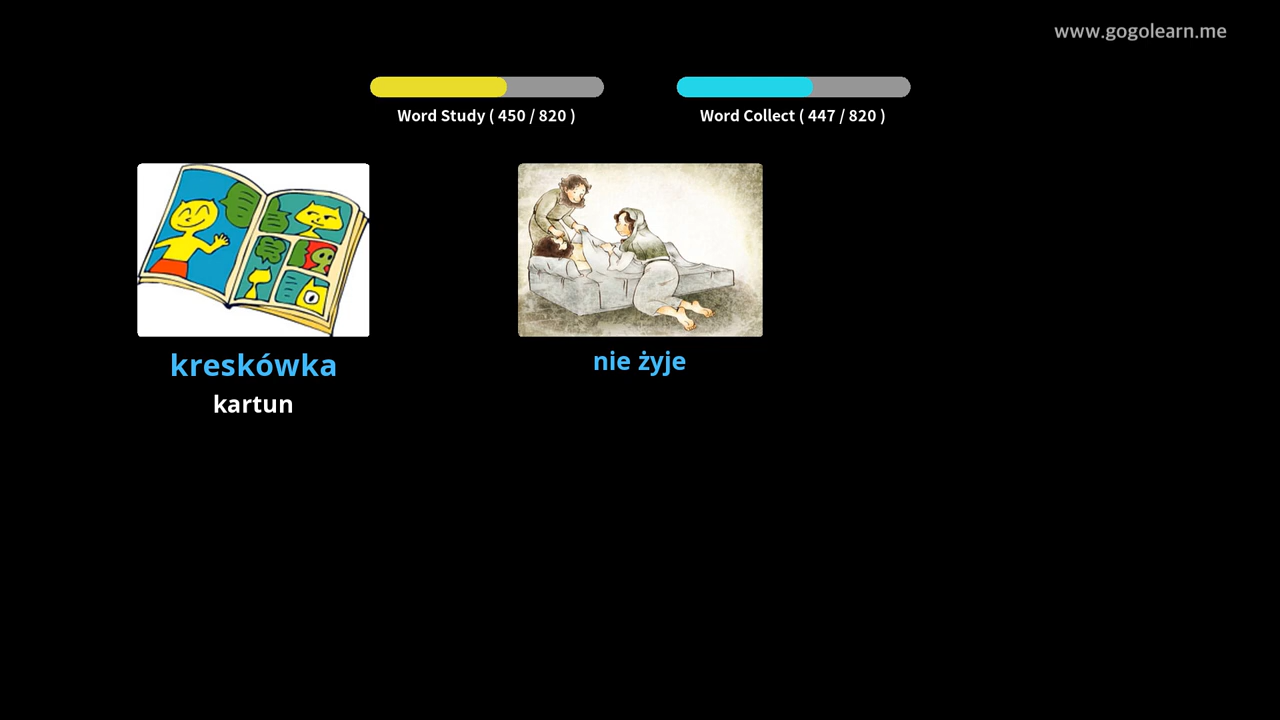 www.gogolearn.me
Word Study ( 450 / 820 )
Word Collect ( 447 / 820 )
kreskówka
kartun
nie żyje